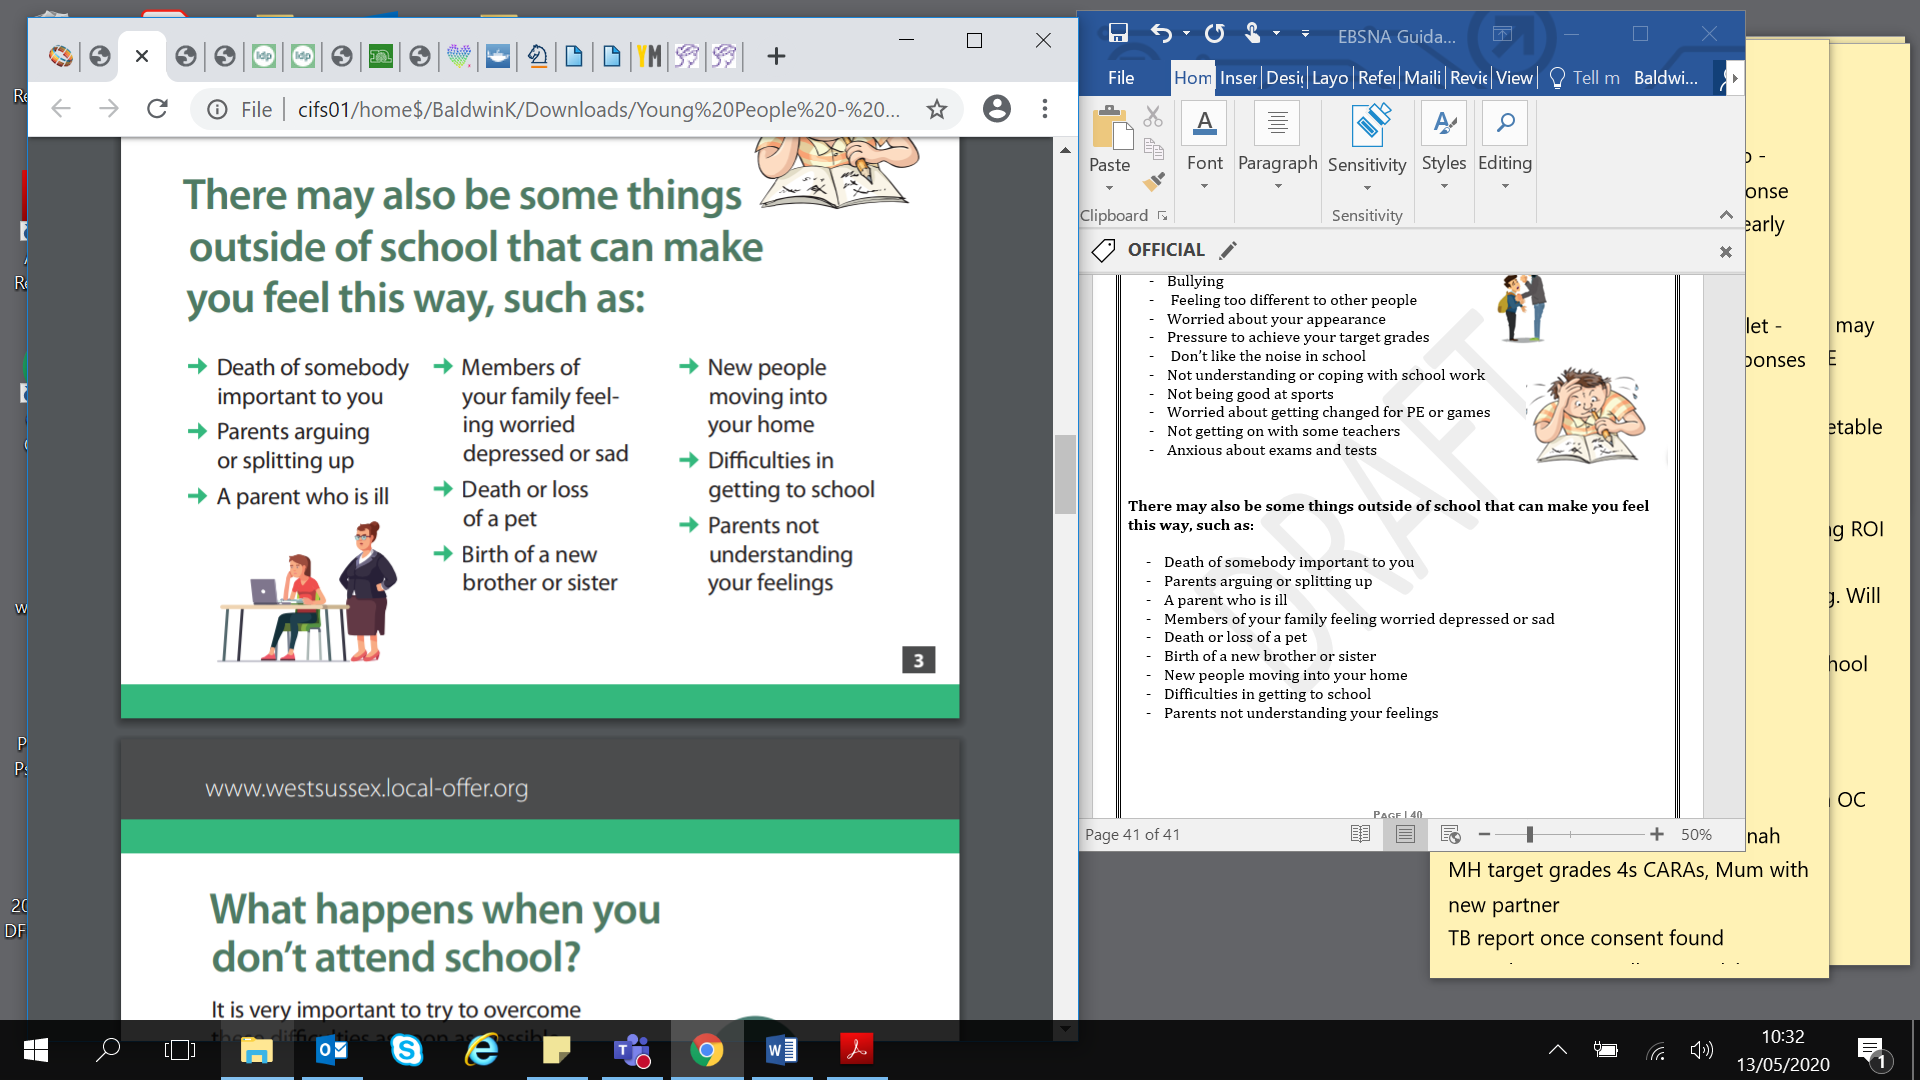 File cifs01/home$/BaldwinK/Downloads/Young%20People%20-%20...
There may also be some things
outside of school that can make
you feel this way, such as:
Death of somebody
important to you
Parents arguing
or splitting up
A parent who is ill
Members of
your family feel-
ing worried
depressed or sad
Death or loss
of a pet
Birth of a new
brother or sister
New people
moving into
your home
Difficulties in
getting to school
Parents not
understanding
your feelings
3
www.westsussex.local-offer.org
What happens when you
don't attend school?
It is very important to try to overcome
these difficulties as soon as possible
EBSNA Guida...
File Hom Inser Desig Layo Refer Maili Revie View Tell m Baldwi...
Paste Font Paragraph Sensitivity Styles Editing
Clipboard Sensitivity
OFFICIAL
- Bullying
- Feeling too different to other people
- Worried about your appearance
- Pressure to achieve your target grades
- Don't like the noise in school
- Not understanding or coping with school work
- Not being good at sports
- Worried about getting changed for PE or games
- Not getting on with some teachers
- Anxious about exams and tests
There may also be some things outside of school that can make you feel
this way, such as:
- Death of somebody important to you
- Parents arguing or splitting up
- A parent who is ill
- Members of your family feeling worried depressed or sad
- Death or loss of a pet
- Birth of a new brother or sister
- New people moving into your home
- Difficulties in getting to school
- Parents not understanding your feelings
DRAFT
PAGE | 40
Page 41 of 41 50%
onse
early
let - may
ponses E
etable
ng ROI
g. Will
hool
OC
nah
MH target grades 4s CARAs, Mum with
new partner
TB report once consent found
10:32
13/05/2020
1